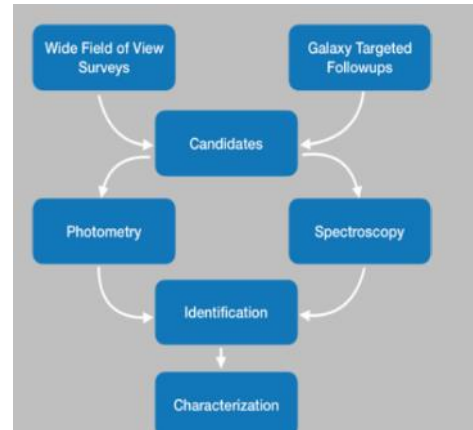 Wide Field of View
Surveys
Galaxy Targeted
Followups
Candidates
Photometry
Spectroscopy
Identification
Characterization